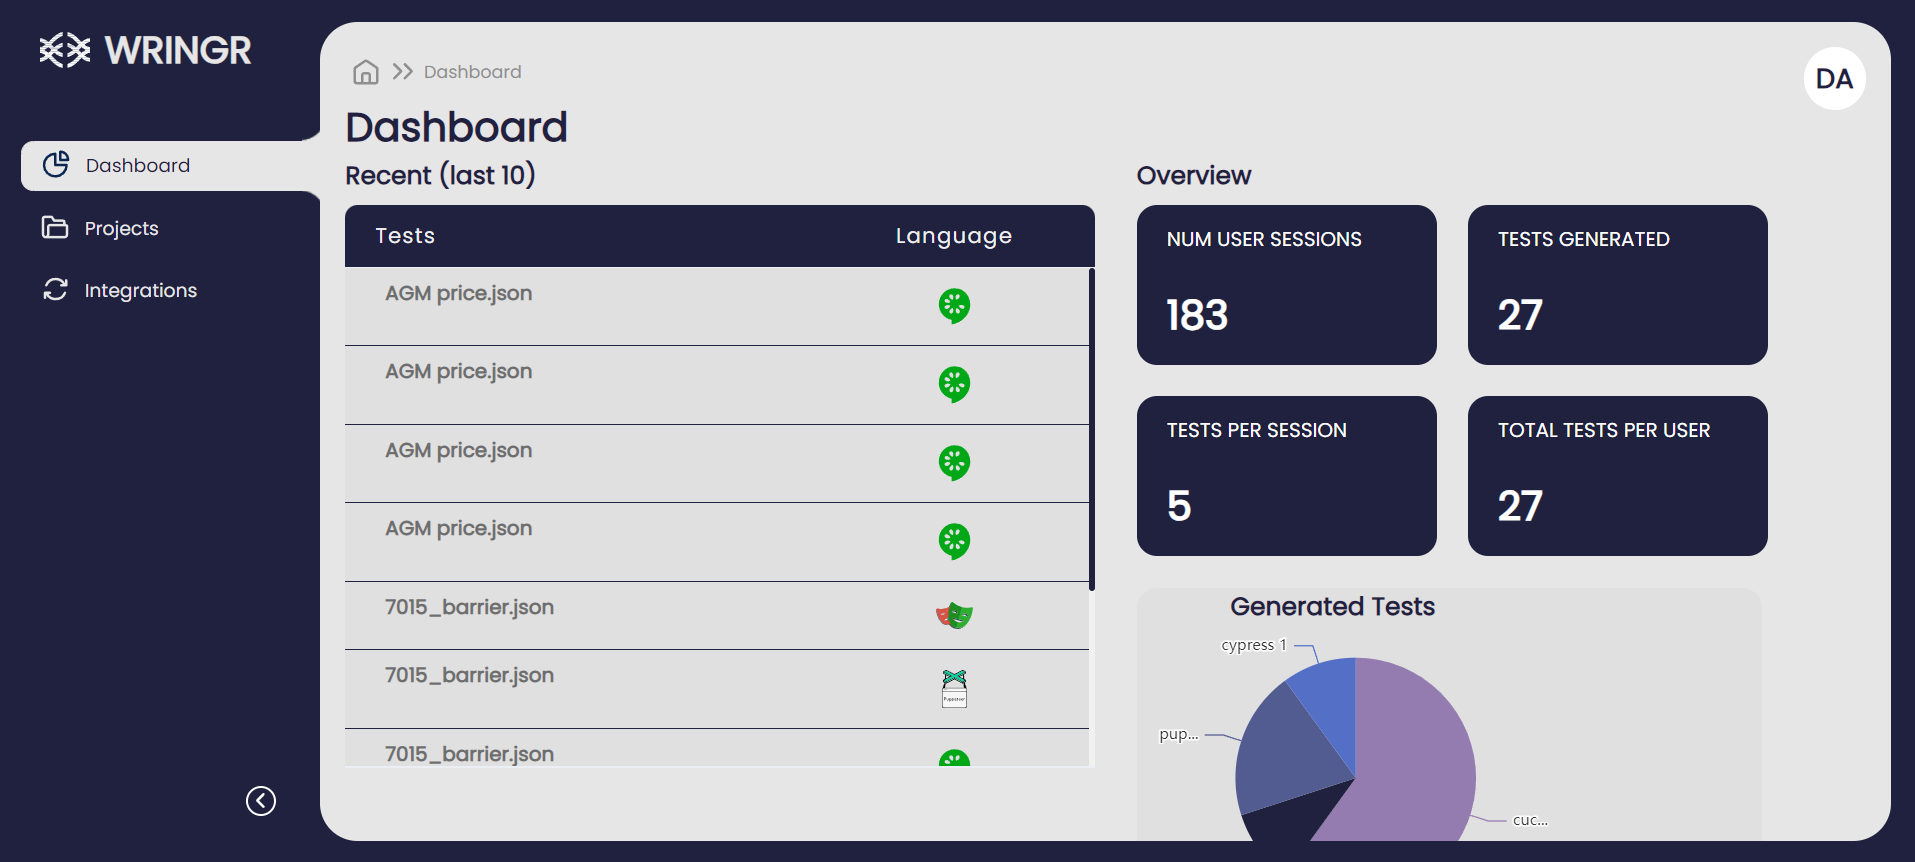 WRINGR
Dashboard
Projects
Integrations
Dashboard
DA
Dashboard
Recent (last 10)
Tests Language
AGM price.json
AGM price.json
AGM price.json
AGM price.json
7015_barrier.json
7015_barrier.json
Puppeteer
7015_barrier.json
Overview
NUM USER SESSIONS
183
TESTS GENERATED
27
TESTS PER SESSION
5
TOTAL TESTS PER USER
27
Generated Tests
cypress 1
pup...
cuc...